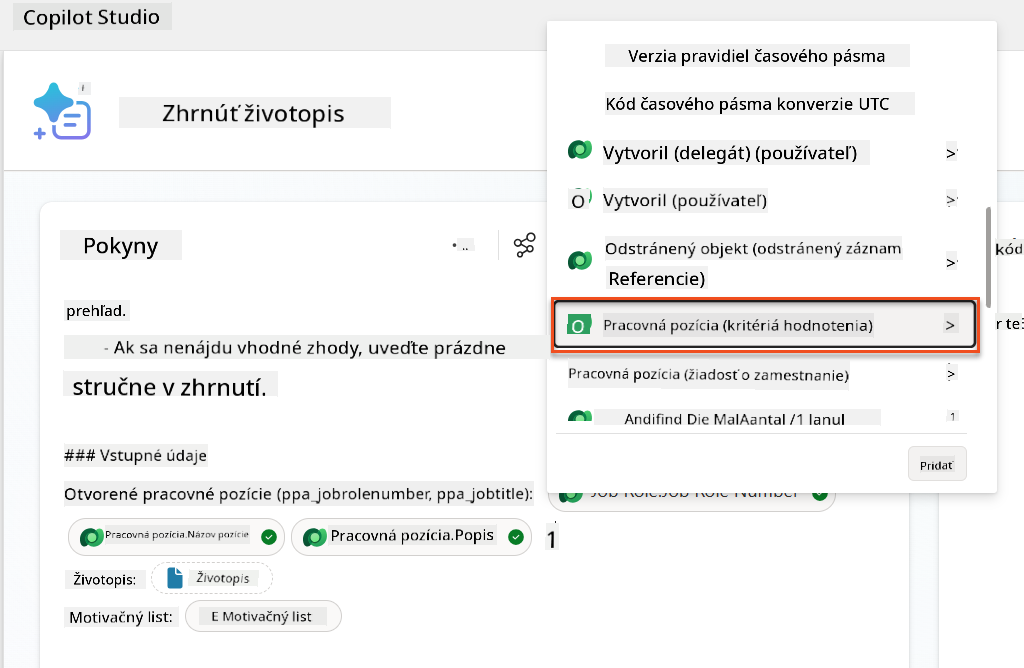 Copilot Studio
Zhrnúť životopis
Pokyny
prehľad.
- Ak sa nenájdu vhodné zhody, uveďte prázdne
stručne v zhrnutí.
### Vstupné údaje
Otvorené pracovné pozície (ppa_jobrolenumber, ppa_jobtitle):
Job Role.Job Role Number
Pracovná pozícia.Názov pozície
Pracovná pozícia.Popis
1
Životopis:
Životopis
Motivačný list:
E Motivačný list
Verzia pravidiel časového pásma
Kód časového pásma konverzie UTC
Vytvoril (delegát) (používateľ) >
Vytvoril (používateľ) >
Odstránený objekt (odstránený záznam
Referencie) >
Pracovná pozícia (kritériá hodnotenia) >
Pracovná pozícia (žiadosť o zamestnanie) >
Andifind Die MalAantal /1 lanul
Pridať
kód